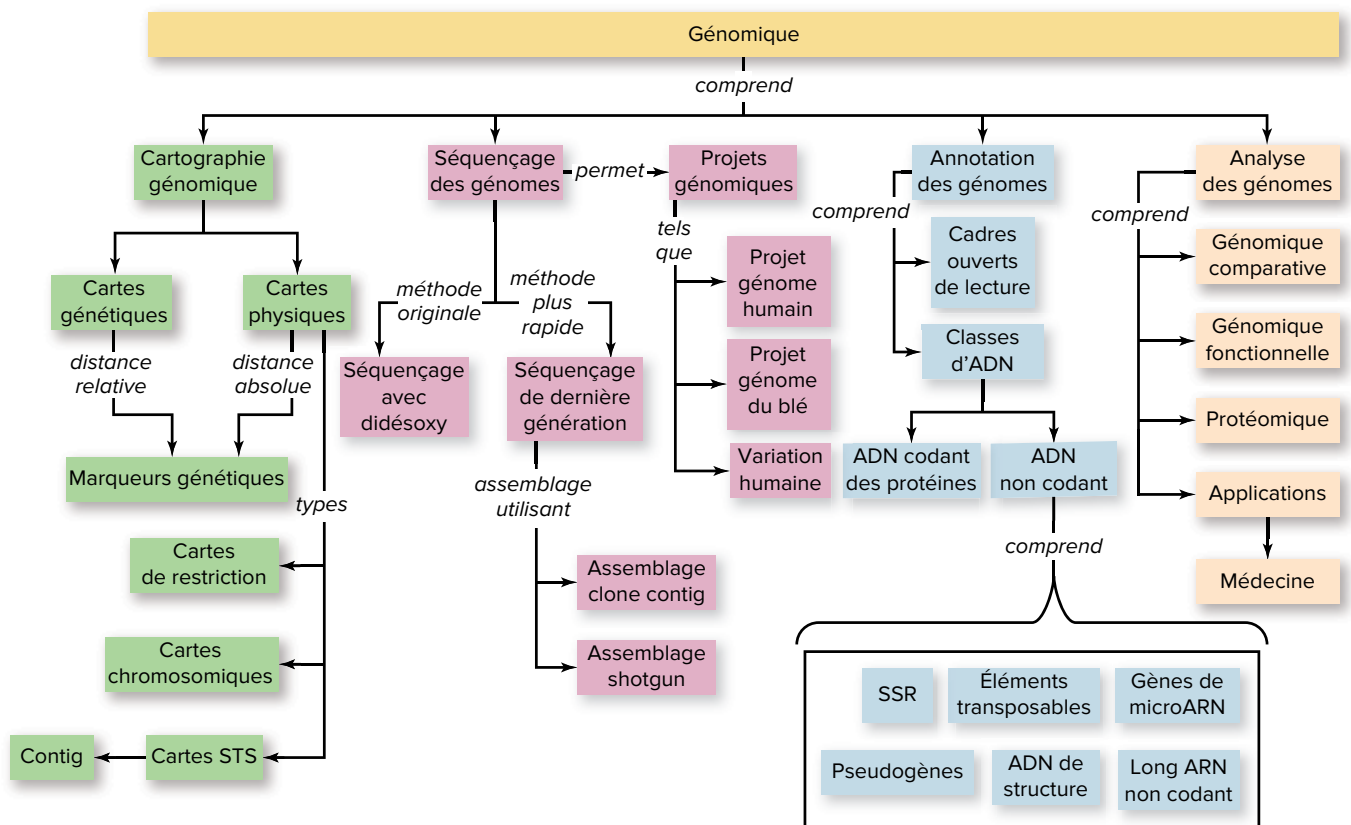 Génomique
comprend
Cartographie
génomique
Séquençage
des génomes
permet
Projets
génomiques
Annotation
des génomes
Analyse
des génomes
Cartes
génétiques
Cartes
physiques
distance
relative
distance
absolue
Marqueurs génétiques
types
Cartes
de restriction
Cartes
chromosomiques
Cartes STS
Contig
méthode
originale
méthode
plus
rapide
Séquençage
avec
didésoxy
Séquençage
de dernière
génération
assemblage
utilisant
Assemblage
clone contig
Assemblage
shotgun
tels
que
Projet
génome
humain
Projet
génome
du blé
Variation
humaine
comprend
Cadres
ouverts
de lecture
Classes
d’ADN
ADN codant
des protéines
ADN
non codant
comprend
SSR
Éléments
transposables
Gènes de
microARN
Pseudogènes
ADN de
structure
Long ARN
non codant
comprend
Génomique
comparative
Génomique
fonctionnelle
Protéomique
Applications
Médecine